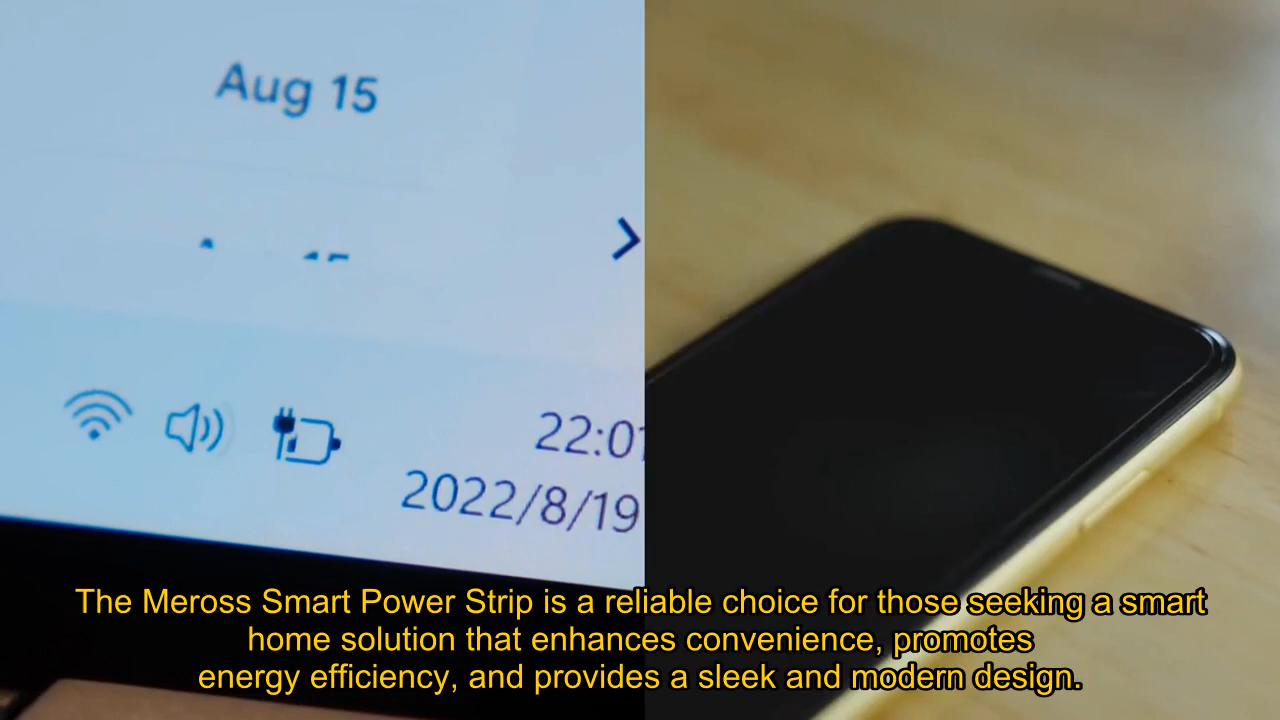 Aug 15
22:01
2022/8/19
The Meross Smart Power Strip is a reliable choice for those seeking a smart
home solution that enhances convenience, promotes
energy efficiency, and provides a sleek and modern design.